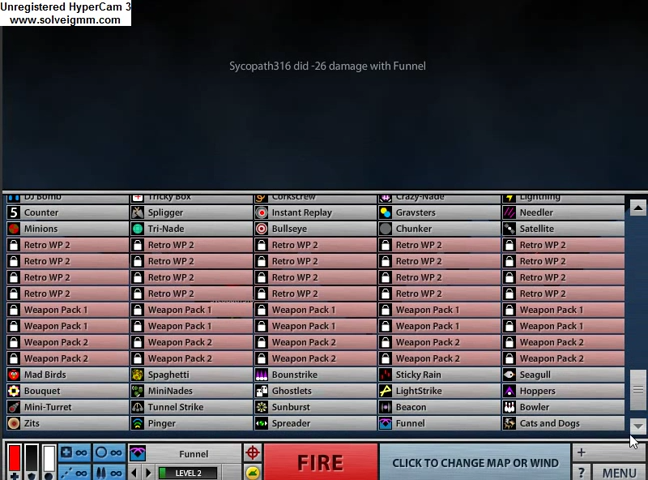 Unregistered HyperCam 3
www.solveigmm.com
Sycopath316 did -26 damage with Funnel
DJ Bomb Tricky Box Corkscrew Crazy-Nade Lightning
5 Counter Spligger Instant Replay Gravsters Needler
Minions Tri-Nade Bullseye Chunker Satellite
Retro WP 2 Retro WP 2 Retro WP 2 Retro WP 2 Retro WP 2
Retro WP 2 Retro WP 2 Retro WP 2 Retro WP 2 Retro WP 2
Retro WP 2 Retro WP 2 Retro WP 2 Retro WP 2 Retro WP 2
Retro WP 2 Retro WP 2 Retro WP 2 Retro WP 2 Retro WP 2
Weapon Pack 1 Weapon Pack 1 Weapon Pack 1 Weapon Pack 1 Weapon Pack 1
Weapon Pack 1 Weapon Pack 1 Weapon Pack 1 Weapon Pack 1 Weapon Pack 1
Weapon Pack 2 Weapon Pack 2 Weapon Pack 2 Weapon Pack 2 Weapon Pack 2
Weapon Pack 2 Weapon Pack 2 Weapon Pack 2 Weapon Pack 2 Weapon Pack 2
Mad Birds Spaghetti Bounstrike Sticky Rain Seagull
Bouquet MiniNades Ghostlets LightStrike Hoppers
Mini-Turret Tunnel Strike Sunburst Beacon Bowler
Zits Pinger Spreader Funnel Cats and Dogs
∞ ∞ Funnel FIRE CLICK TO CHANGE MAP OR WIND +
∞ ∞ LEVEL 2 ? MENU